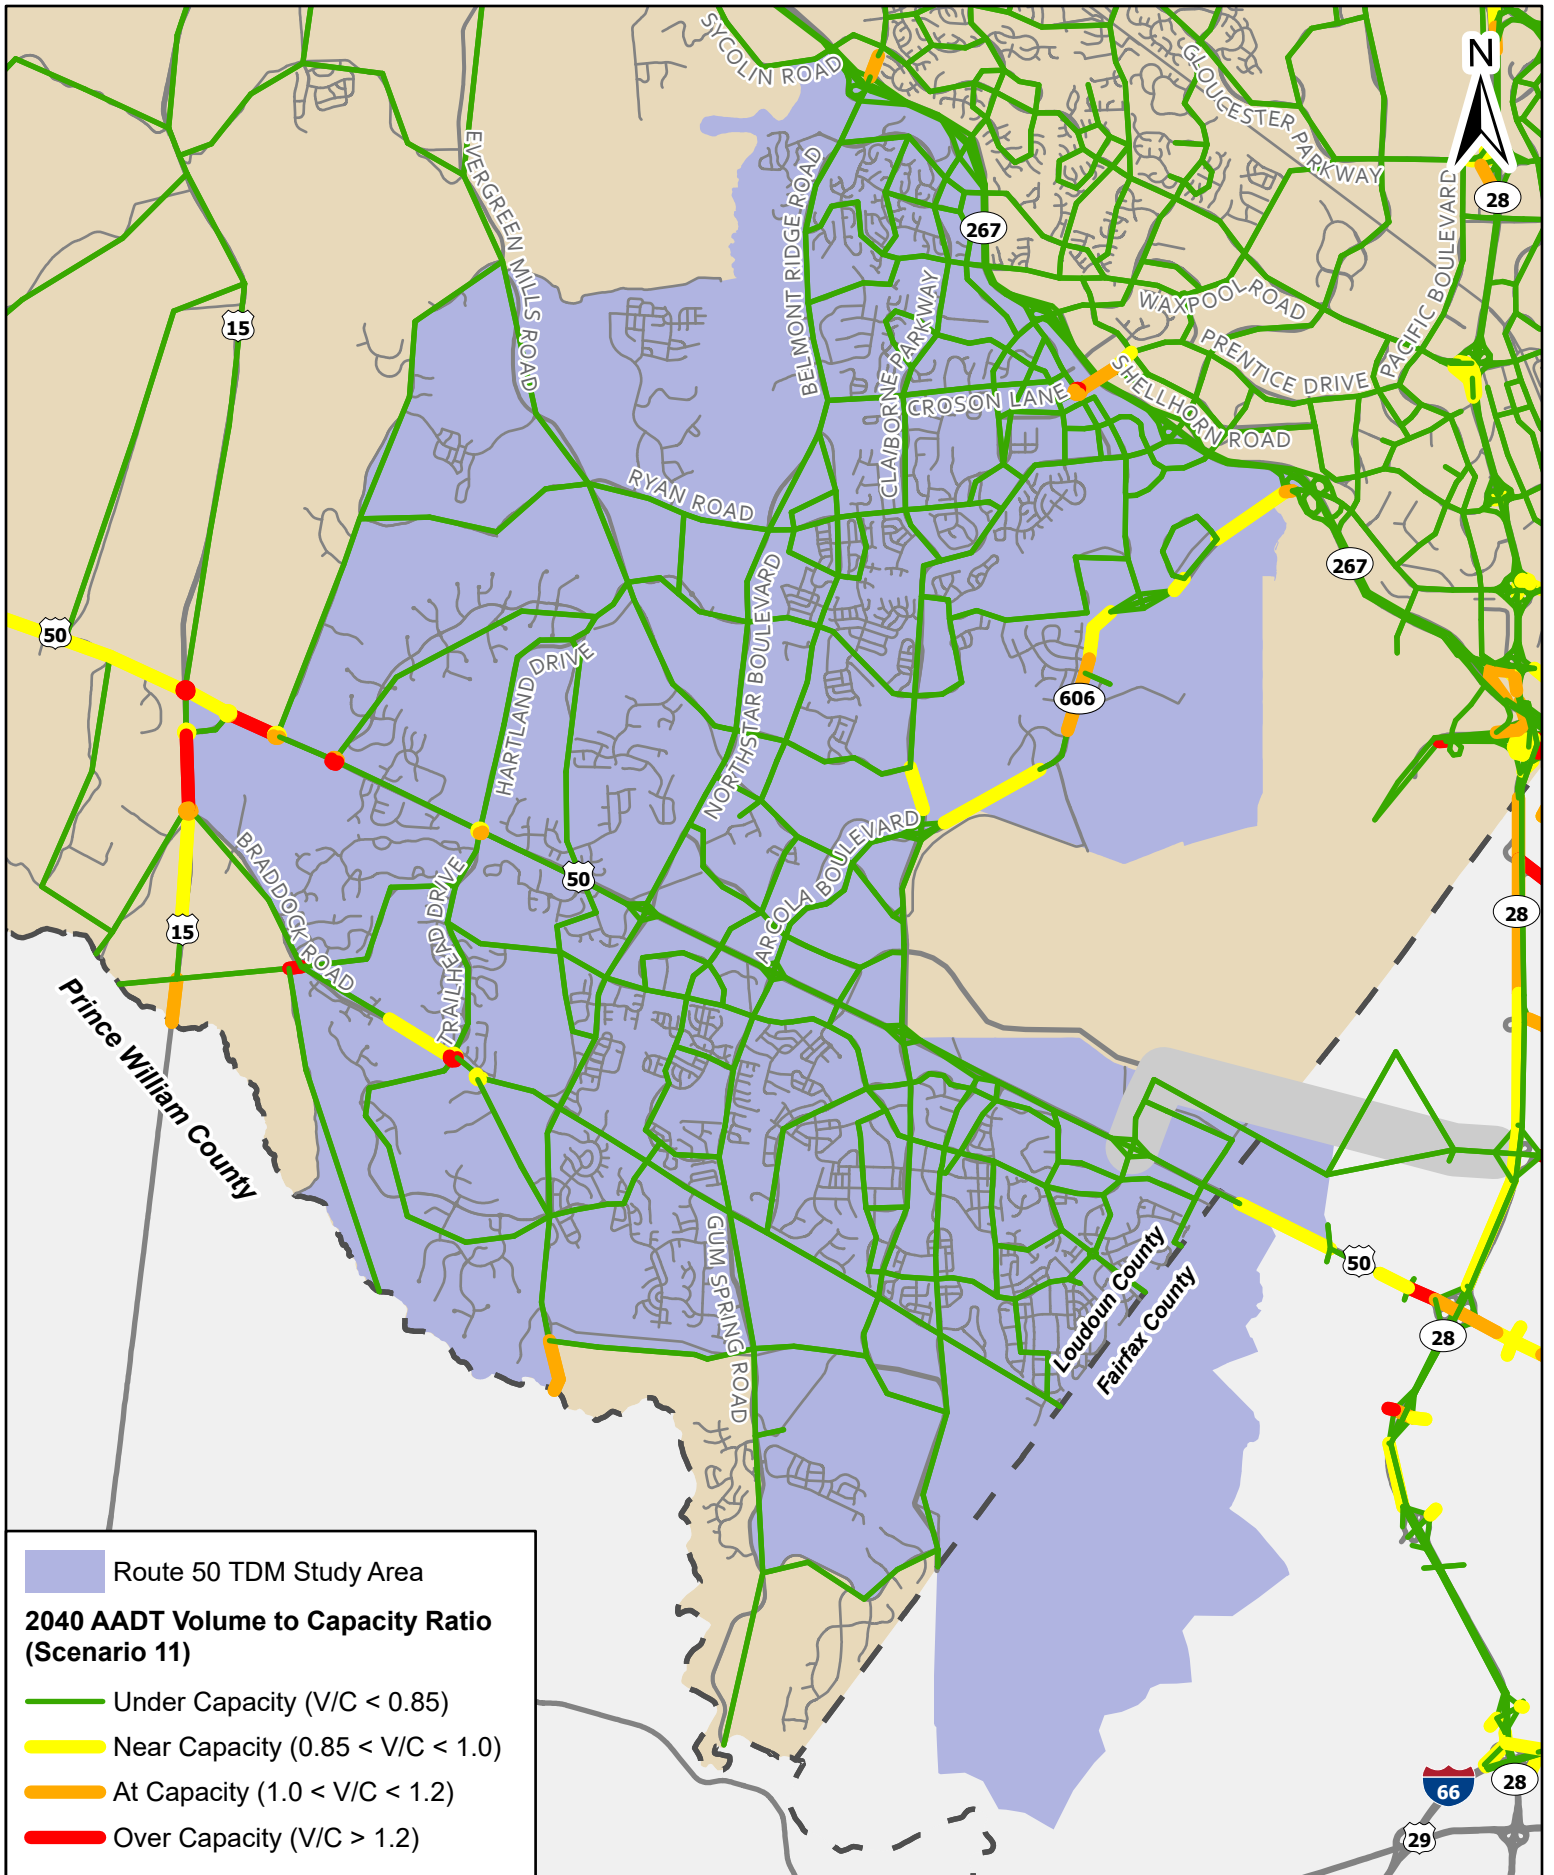 SYCOLIN ROAD
GLOUCESTER PARKWAY
N
28
EVERGREEN MILLS ROAD
BELMONT RIDGE ROAD
267
PACIFIC BOULEVARD
15
CLAIBORNE PARKWAY
WAXPOOL ROAD
PRENTICE DRIVE
CROSON LANE
SHELLHORN ROAD
RYAN ROAD
267
50
HARTLAND DRIVE
NORTHSTAR BOULEVARD
606
BRADDOCK ROAD
50
ARCOLA BOULEVARD
15
TRAILHEAD DRIVE
28
Prince William County
GUM SPRING ROAD
Loudoun County
Fairfax County
50
28
Route 50 TDM Study Area
2040 AADT Volume to Capacity Ratio
(Scenario 11)
Under Capacity (V/C < 0.85)
Near Capacity (0.85 < V/C < 1.0)
At Capacity (1.0 < V/C < 1.2)
Over Capacity (V/C > 1.2)
66
28
29